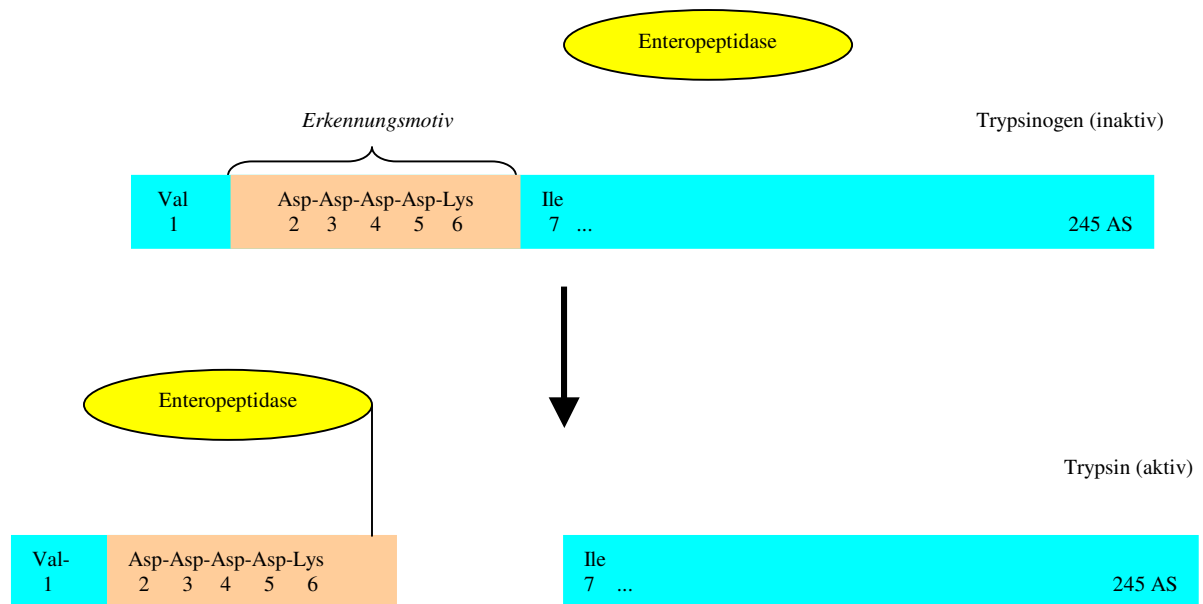 Enteropeptidase
Erkennungsmotiv
Trypsinogen (inaktiv)
Val Asp-Asp-Asp-Asp-Lys Ile
1 2 3 4 5 6 7 ... 245 AS
Enteropeptidase
Trypsin (aktiv)
Val- Asp-Asp-Asp-Asp-Lys Ile
1 2 3 4 5 6 7 ... 245 AS